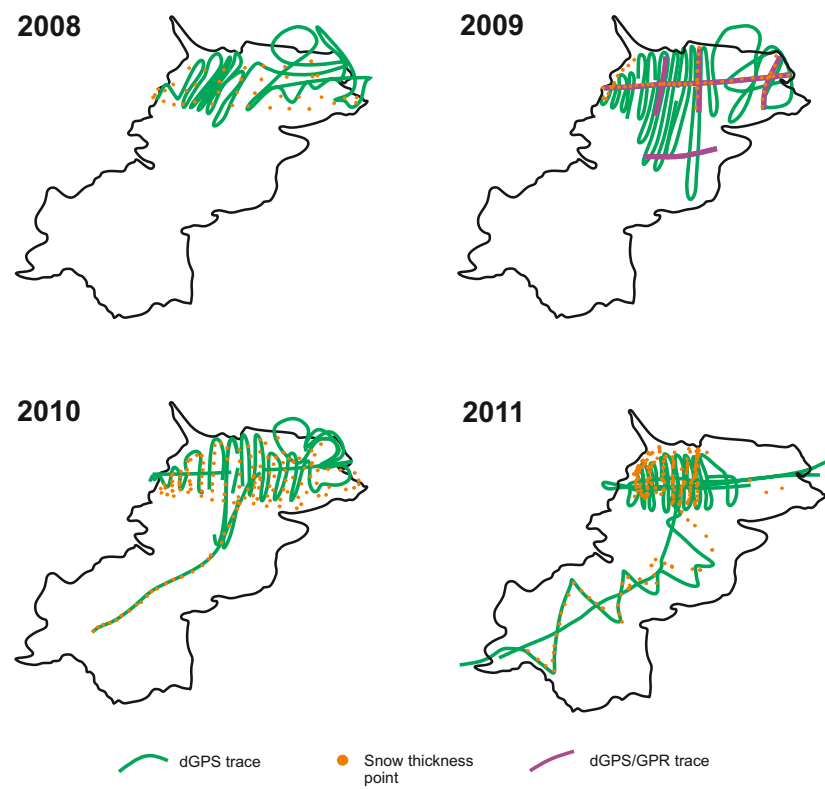 2008
2009
2010
2011
dGPS trace
Snow thickness
point
dGPS/GPR trace